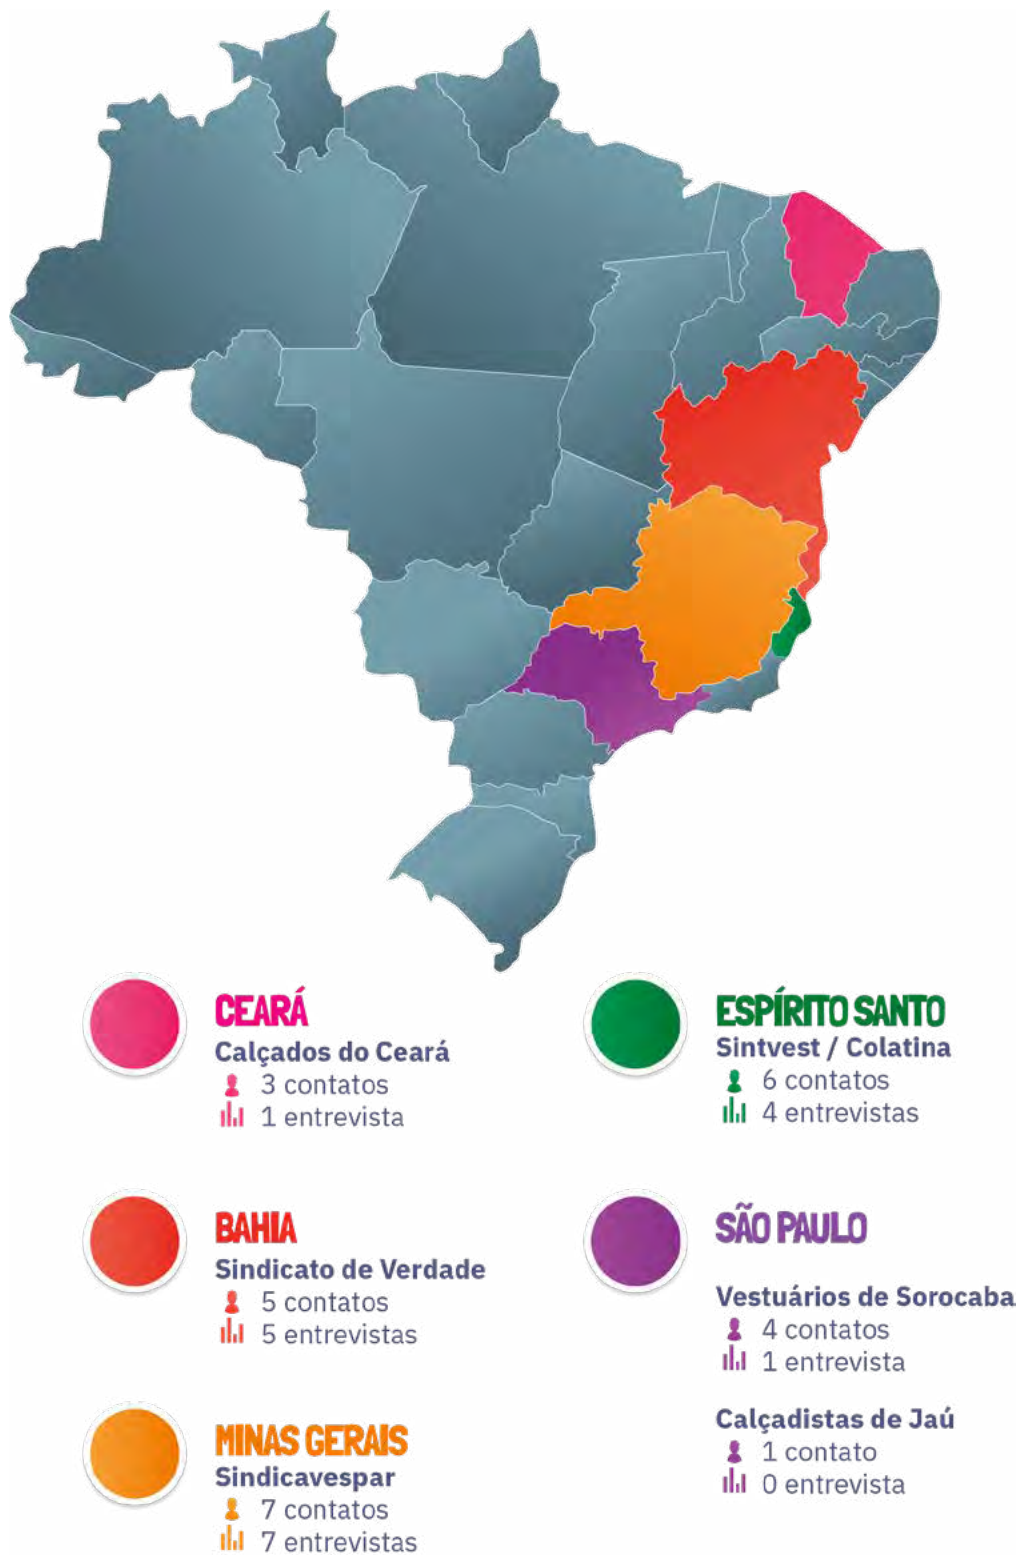 CEARÁ
Calçados do Ceará
3 contatos
1 entrevista
BAHIA
Sindicato de Verdade
5 contatos
5 entrevistas
MINAS GERAIS
Sindicavespar
7 contatos
7 entrevistas
ESPÍRITO SANTO
Sintvest / Colatina
6 contatos
4 entrevistas
SÃO PAULO
Vestuários de Sorocaba
4 contatos
1 entrevista
Calçadistas de Jaú
1 contato
0 entrevista